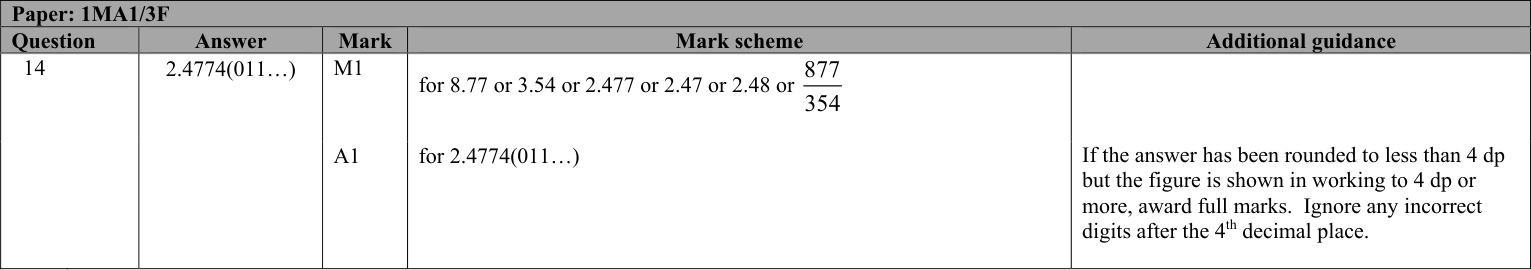 Paper: 1MA1/3F
Question Answer Mark Mark scheme Additional guidance
14 2.4774(011…) M1 for 8.77 or 3.54 or 2.477 or 2.47 or 2.48 or 877/354
A1 for 2.4774(011…) If the answer has been rounded to less than 4 dp
but the figure is shown in working to 4 dp or
more, award full marks.  Ignore any incorrect
digits after the 4th decimal place.